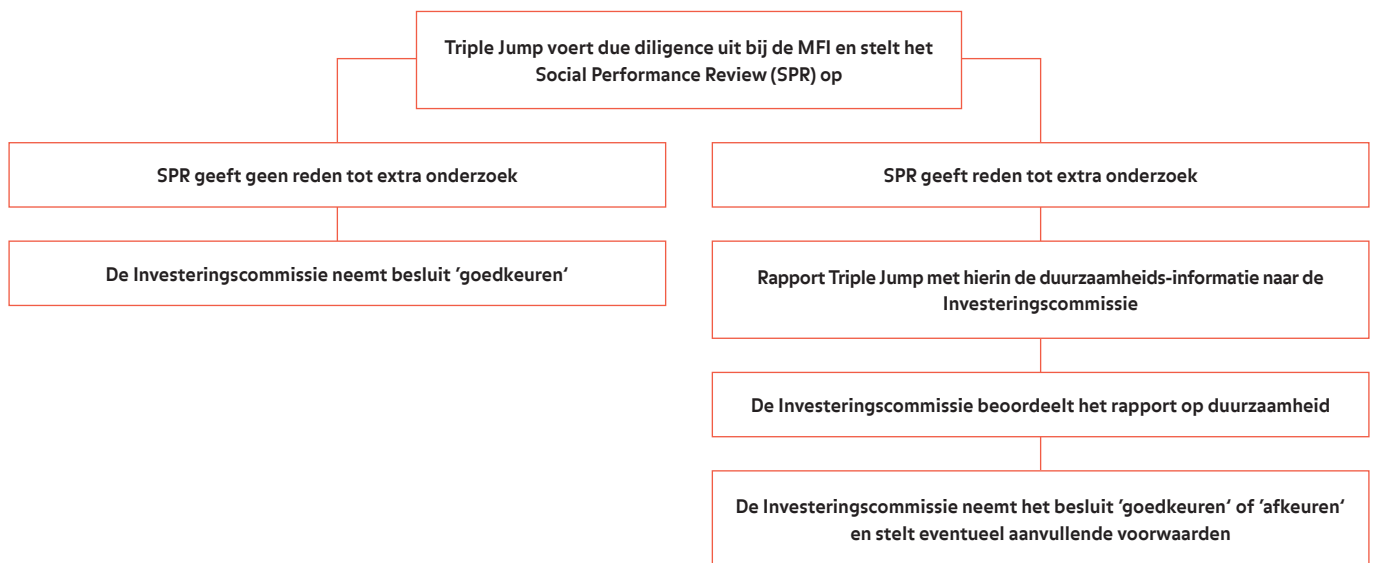 Triple Jump voert due diligence uit bij de MFI en stelt het
Social Performance Review (SPR) op
SPR geeft geen reden tot extra onderzoek
SPR geeft reden tot extra onderzoek
De Investeringscommissie neemt besluit ’goedkeuren‘
Rapport Triple Jump met hierin de duurzaamheids-informatie naar de
Investeringscommissie
De Investeringscommissie beoordeelt het rapport op duurzaamheid
De Investeringscommissie neemt het besluit ’goedkeuren‘ of ’afkeuren‘
en stelt eventueel aanvullende voorwaarden